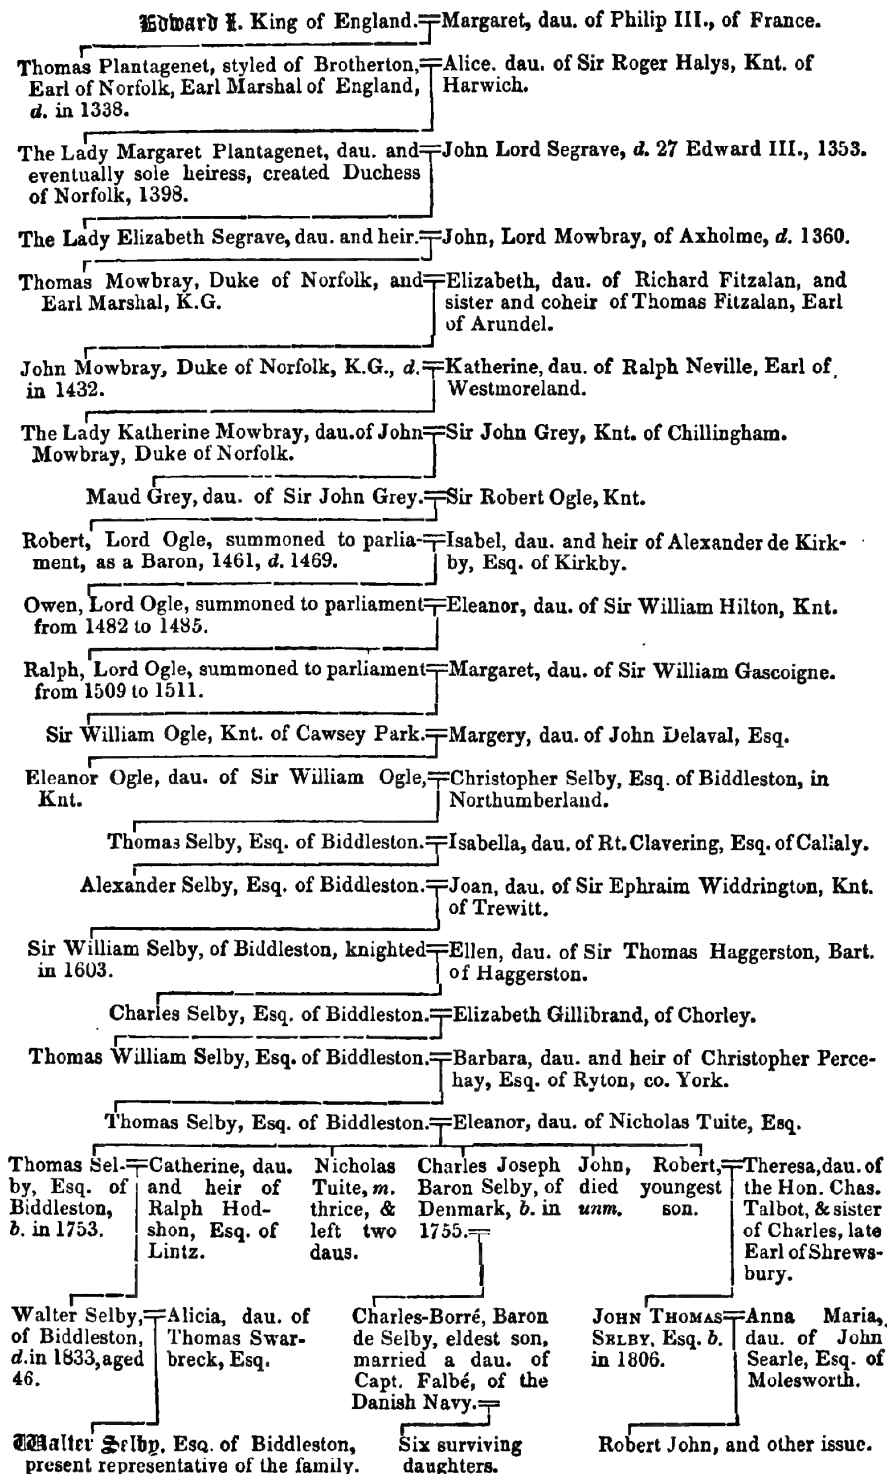 Edward I. King of England.=Margaret, dau. of Philip III., of France.
Thomas Plantagenet, styled of Brotherton,=Alice. dau. of Sir Roger Halys, Knt. of
Earl of Norfolk, Earl Marshal of England, Harwich.
d. in 1338.
The Lady Margaret Plantagenet, dau. and=John Lord Segrave, d. 27 Edward III., 1353.
eventually sole heiress, created Duchess
of Norfolk, 1398.
The Lady Elizabeth Segrave, dau. and heir.=John, Lord Mowbray, of Axholme, d. 1360.
Thomas Mowbray, Duke of Norfolk, and=Elizabeth, dau. of Richard Fitzalan, and
Earl Marshal, K.G. sister and coheir of Thomas Fitzalan, Earl
of Arundel.
John Mowbray, Duke of Norfolk, K.G., d.=Katherine, dau. of Ralph Neville, Earl of
in 1432. Westmoreland.
The Lady Katherine Mowbray, dau. of John=Sir John Grey, Knt. of Chillingham.
Mowbray, Duke of Norfolk.
Maud Grey, dau. of Sir John Grey.=Sir Robert Ogle, Knt.
Robert, Lord Ogle, summoned to parlia-=Isabel, dau. and heir of Alexander de Kirk-
ment, as a Baron, 1461, d. 1469. by, Esq. of Kirkby.
Owen, Lord Ogle, summoned to parliament=Eleanor, dau. of Sir William Hilton, Knt.
from 1482 to 1485.
Ralph, Lord Ogle, summoned to parliament=Margaret, dau. of Sir William Gascoigne.
from 1509 to 1511.
Sir William Ogle, Knt. of Cawsey Park.=Margery, dau. of John Delaval, Esq.
Eleanor Ogle, dau. of Sir William Ogle,=Christopher Selby, Esq. of Biddleston, in
Knt. Northumberland.
Thomas Selby, Esq. of Biddleston.=Isabella, dau. of Rt. Clavering, Esq. of Callaly.
Alexander Selby, Esq. of Biddleston.=Joan, dau. of Sir Ephraim Widdrington, Knt.
of Trewitt.
Sir William Selby, of Biddleston, knighted=Ellen, dau. of Sir Thomas Haggerston, Bart.
in 1603. of Haggerston.
Charles Selby, Esq. of Biddleston.=Elizabeth Gillibrand, of Chorley.
Thomas William Selby, Esq. of Biddleston.=Barbara, dau. and heir of Christopher Perce-
hay, Esq. of Ryton, co. York.
Thomas Selby, Esq. of Biddleston.=Eleanor, dau. of Nicholas Tuite, Esq.
Thomas Sel-=Catherine, dau. Nicholas Charles Joseph John, Robert,=Theresa, dau. of
by, Esq. of and heir of Tuite, m. Baron Selby, of died youngest the Hon. Chas.
Biddleston, Ralph Hod- thrice, & Denmark, b. in unm. son. Talbot, & sister
b. in 1753. shon, Esq. of left two 1755.= of Charles, late
Lintz. daus. Earl of Shrews-
bury.
Walter Selby,=Alicia, dau. of Charles-Borré, Baron JOHN THOMAS=Anna Maria,
of Biddleston, Thomas Swar- de Selby, eldest son, SELBY, Esq. b. dau. of John
d. in 1833, aged breck, Esq. married a dau. of in 1806. Searle, Esq. of
46. Capt. Falbé, of the Molesworth.
Danish Navy.=
Walter Selby, Esq. of Biddleston, Six surviving Robert John, and other issue.
present representative of the family. daughters.